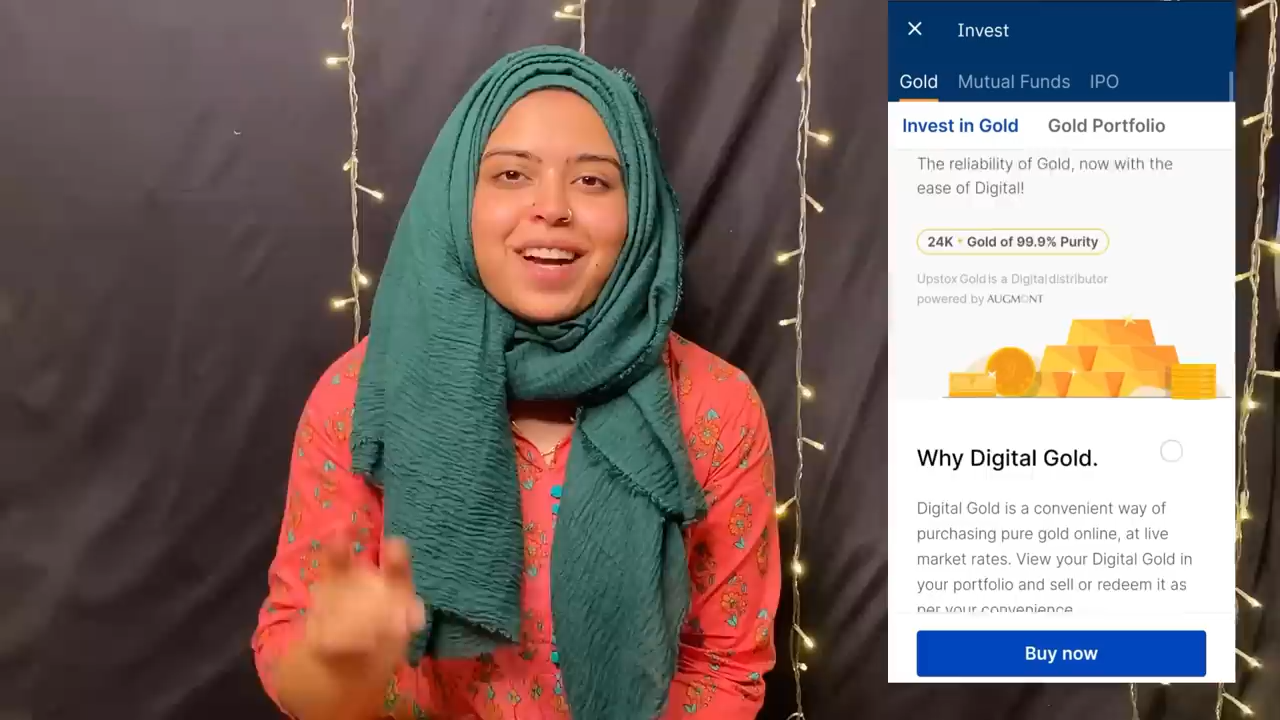 Invest
Gold Mutual Funds IPO
Invest in Gold Gold Portfolio
The reliability of Gold, now with the
ease of Digital!
24K • Gold of 99.9% Purity
Upstox Gold is a Digital distributor
powered by AUGMONT
Why Digital Gold.
Digital Gold is a convenient way of
purchasing pure gold online, at live
market rates. View your Digital Gold in
your portfolio and sell or redeem it as
per your convenience
Buy now